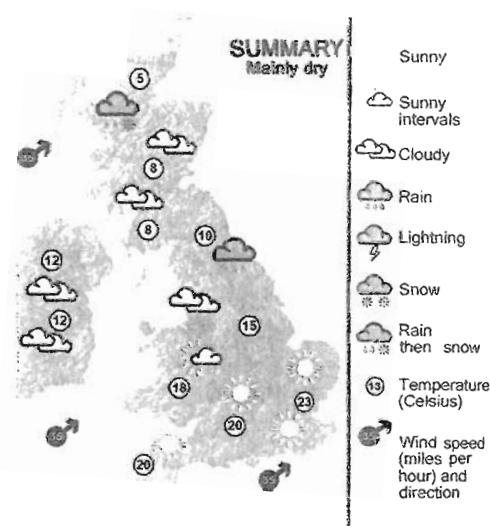 SUMMARY
Mainly dry
5
8
8
10
12
12
15
18
23
20
20
Sunny
Sunny
intervals
Cloudy
Rain
Lightning
Snow
Rain
then snow
13
Temperature
(Celsius)
Wind speed
(miles per
hour) and
direction